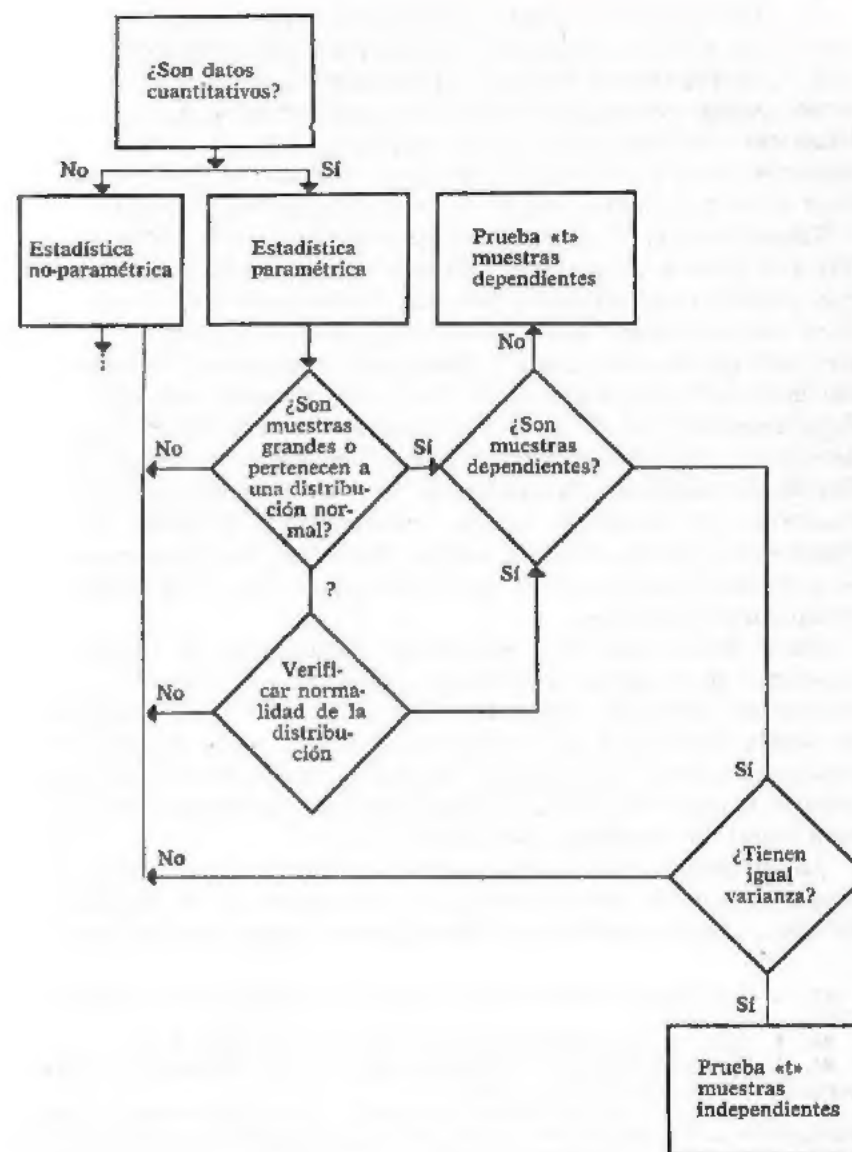 ¿Son datos
cuantitativos?
No
Sí
Estadística
no-paramétrica
Estadística
paramétrica
Prueba «t»
muestras
dependientes
No
¿Son
muestras
grandes o
pertenecen a
una distribu-
ción nor-
mal?
No
Sí
¿Son
muestras
dependientes?
Sí
?
Verifi-
car norma-
lidad de la
distribu-
ción
No
Sí
¿Tienen
igual
varianza?
No
Sí
Prueba «t»
muestras
independientes